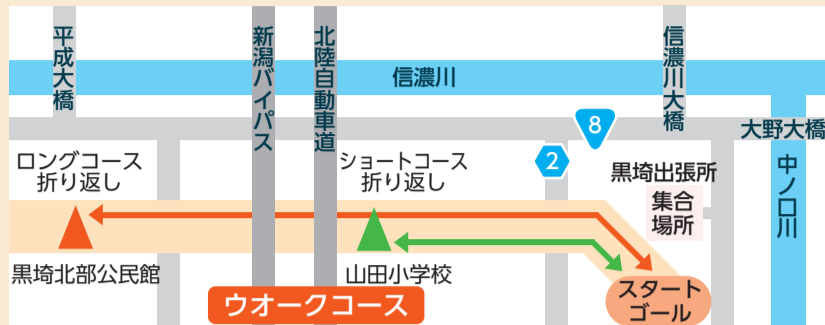 平成大橋
新潟バイパス
北陸自動車道
信濃川
信濃川大橋
大野大橋
中ノ口川
8
2
ロングコース
折り返し
ショートコース
折り返し
黒埼出張所
集合
場所
黒埼北部公民館
山田小学校
スタート
ゴール
ウオークコース